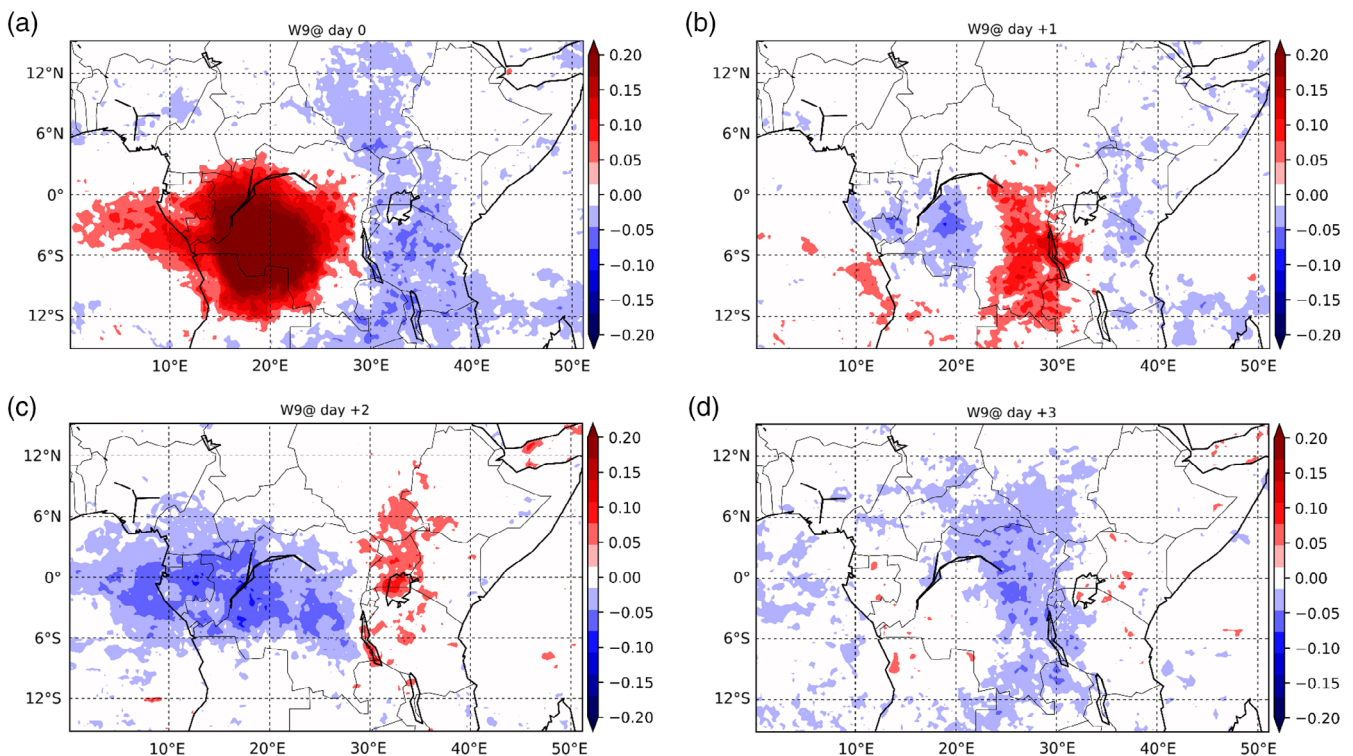 (a)
W9@ day 0
12°N
6°N
0°
6°S
12°S
10°E
20°E
30°E
40°E
50°E
0.20
0.15
0.10
0.05
0.00
−0.05
−0.10
−0.15
−0.20
(b)
W9@ day +1
12°N
6°N
0°
6°S
12°S
10°E
20°E
30°E
40°E
50°E
0.20
0.15
0.10
0.05
0.00
−0.05
−0.10
−0.15
−0.20
(c)
W9@ day +2
12°N
6°N
0°
6°S
12°S
10°E
20°E
30°E
40°E
50°E
0.20
0.15
0.10
0.05
0.00
−0.05
−0.10
−0.15
−0.20
(d)
W9@ day +3
12°N
6°N
0°
6°S
12°S
10°E
20°E
30°E
40°E
50°E
0.20
0.15
0.10
0.05
0.00
−0.05
−0.10
−0.15
−0.20